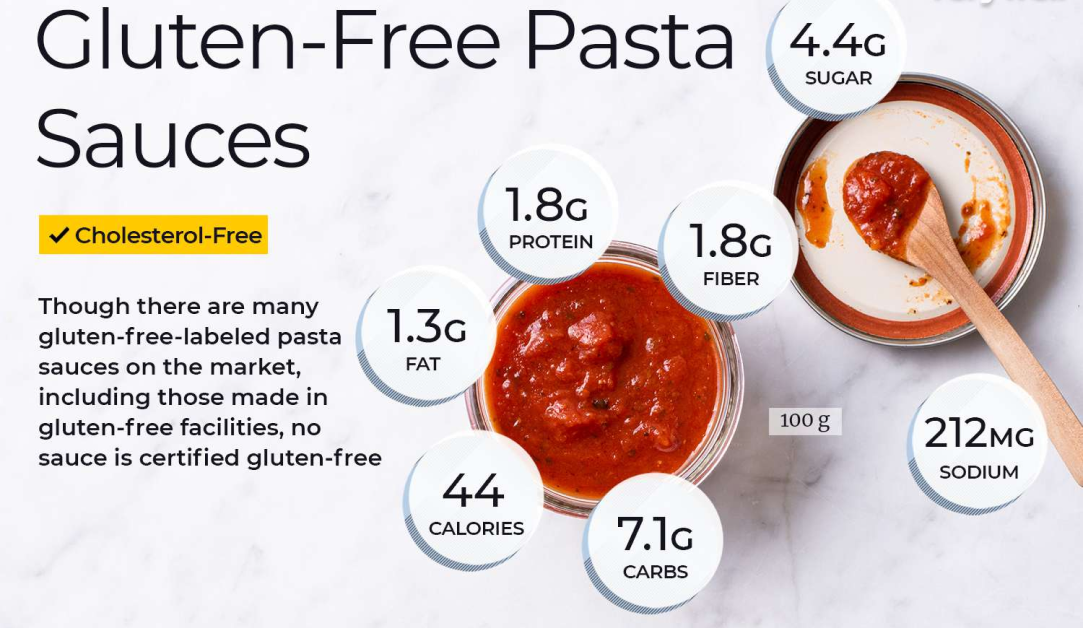 Gluten-Free Pasta
Sauces
Cholesterol-Free
Though there are many
gluten-free-labeled pasta
sauces on the market,
including those made in
gluten-free facilities, no
sauce is certified gluten-free
4.4G
SUGAR
1.8G
PROTEIN
1.8G
FIBER
1.3G
FAT
100 g
212MG
SODIUM
44
CALORIES
7.1G
CARBS